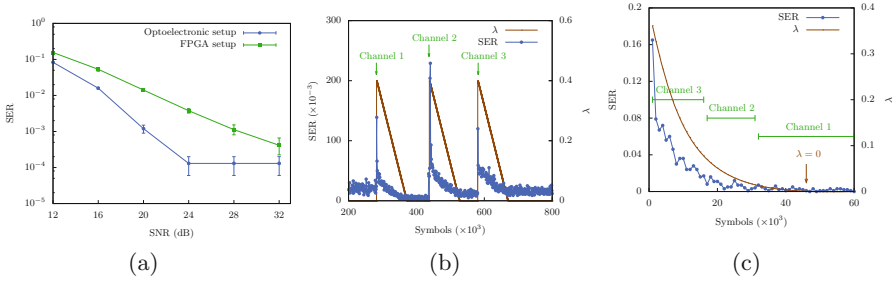 10^0
10^-1
10^-2
10^-3
10^-4
10^-5
SER
12 16 20 24 28 32
SNR (dB)
Optoelectronic setup
FPGA setup
(a)
300
200
100
0
SER (×10^-3)
0.6
0.4
0.2
0
λ
200 400 600 800
Symbols (×10^3)
λ
SER
Channel 1
Channel 2
Channel 3
(b)
0.2
0.16
0.12
0.08
0.04
0
SER
0.4
0.3
0.2
0.1
0
λ
0 20 40 60
Symbols (×10^3)
SER
λ
Channel 3
Channel 2
Channel 1
λ = 0
(c)